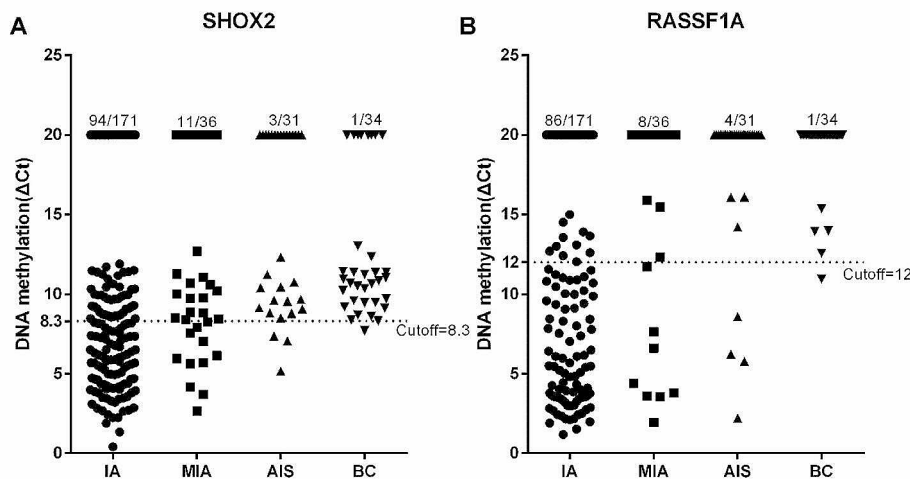 A
SHOX2
DNA methylation(ΔCt)
25
20
15
10
8.3
5
0
94/171
11/36
3/31
1/34
Cutoff=8.3
IA
MIA
AIS
BC
B
RASSF1A
DNA methylation(ΔCt)
25
20
15
12
10
5
0
86/171
8/36
4/31
1/34
Cutoff=12
IA
MIA
AIS
BC